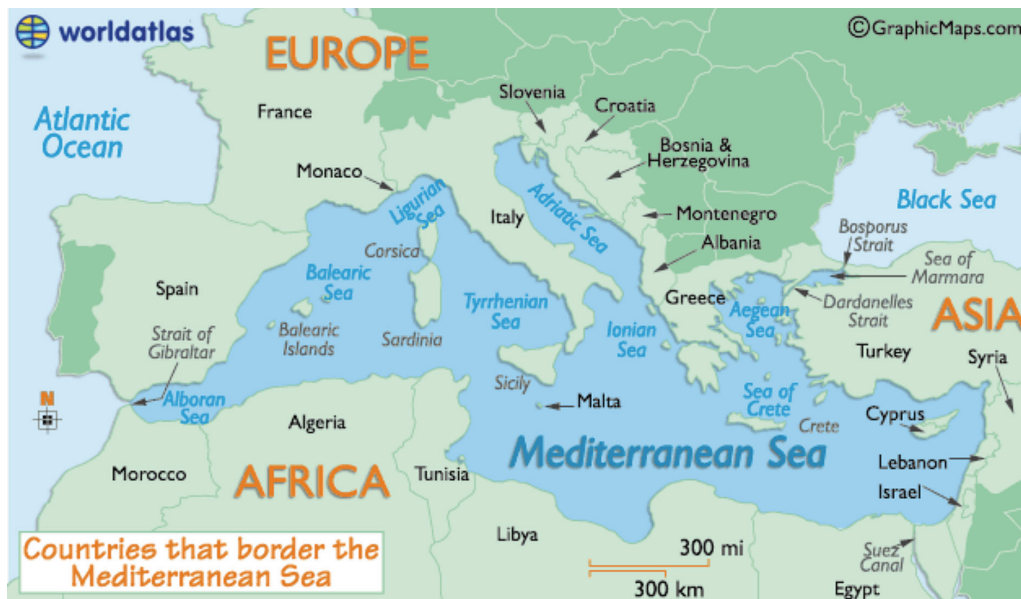 worldatlas
EUROPE
©GraphicMaps.com
Slovenia
Croatia
France
Atlantic
Ocean
Bosnia &
Herzegovina
Monaco
Ligurian
Sea
Adriatic Sea
Black Sea
Italy
Montenegro
Bosporus
Strait
Corsica
Albania
Sea of
Marmara
Balearic
Sea
Spain
Tyrrhenian
Sea
Greece
Aegean
Sea
Dardanelles
Strait
ASIA
Strait of
Gibraltar
Balearic
Islands
Sardinia
Ionian
Sea
Turkey
Syria
Sicily
N
Alboran
Sea
Malta
Sea of
Crete
Crete
Cyprus
Algeria
Mediterranean Sea
Lebanon
Morocco
AFRICA
Tunisia
Israel
Libya
Countries that border the
Mediterranean Sea
300 mi
300 km
Suez
Canal
Egypt